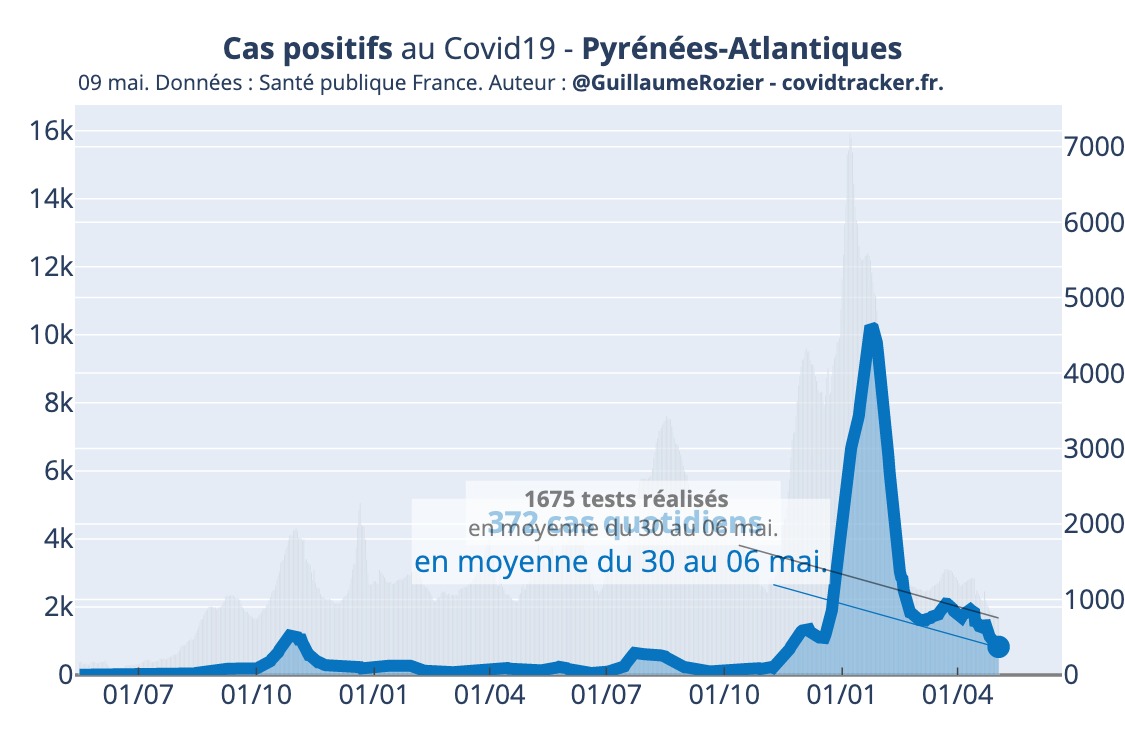 Cas positifs au Covid19 - Pyrénées-Atlantiques
09 mai. Données : Santé publique France. Auteur : @GuillaumeRozier - covidtracker.fr.
16k
14k
12k
10k
8k
6k
4k
2k
0
7000
6000
5000
4000
3000
2000
1000
0
1675 tests réalisés
372 cas quotidiens
en moyenne du 30 au 06 mai.
en moyenne du 30 au 06 mai.
01/07 01/10 01/01 01/04 01/07 01/10 01/01 01/04